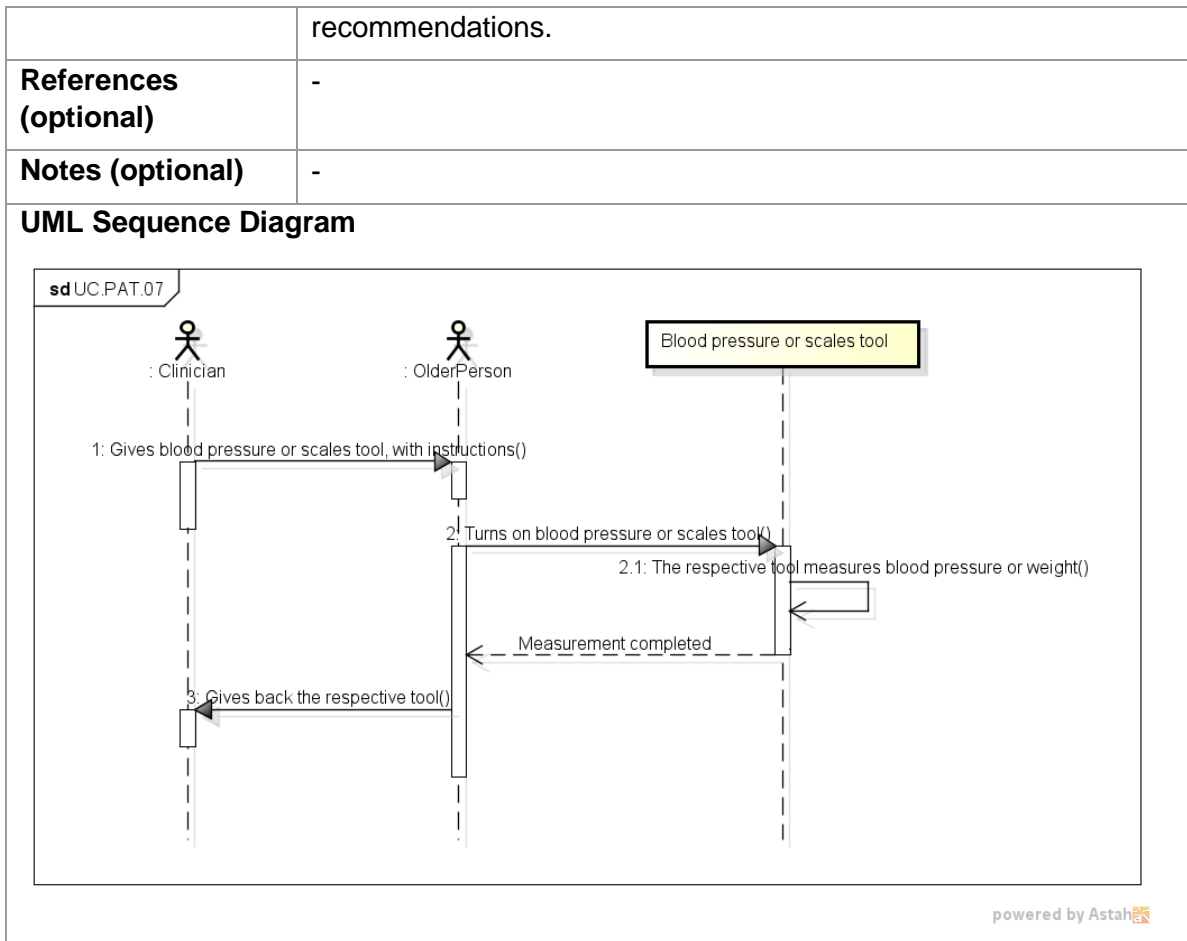 recommendations.
References
(optional)
-
Notes (optional)
-
UML Sequence Diagram
sd UC.PAT.07
: Clinician
: OlderPerson
Blood pressure or scales tool
1: Gives blood pressure or scales tool, with instructions()
2: Turns on blood pressure or scales tool()
2.1: The respective tool measures blood pressure or weight()
Measurement completed
3: Gives back the respective tool()
powered by Astah